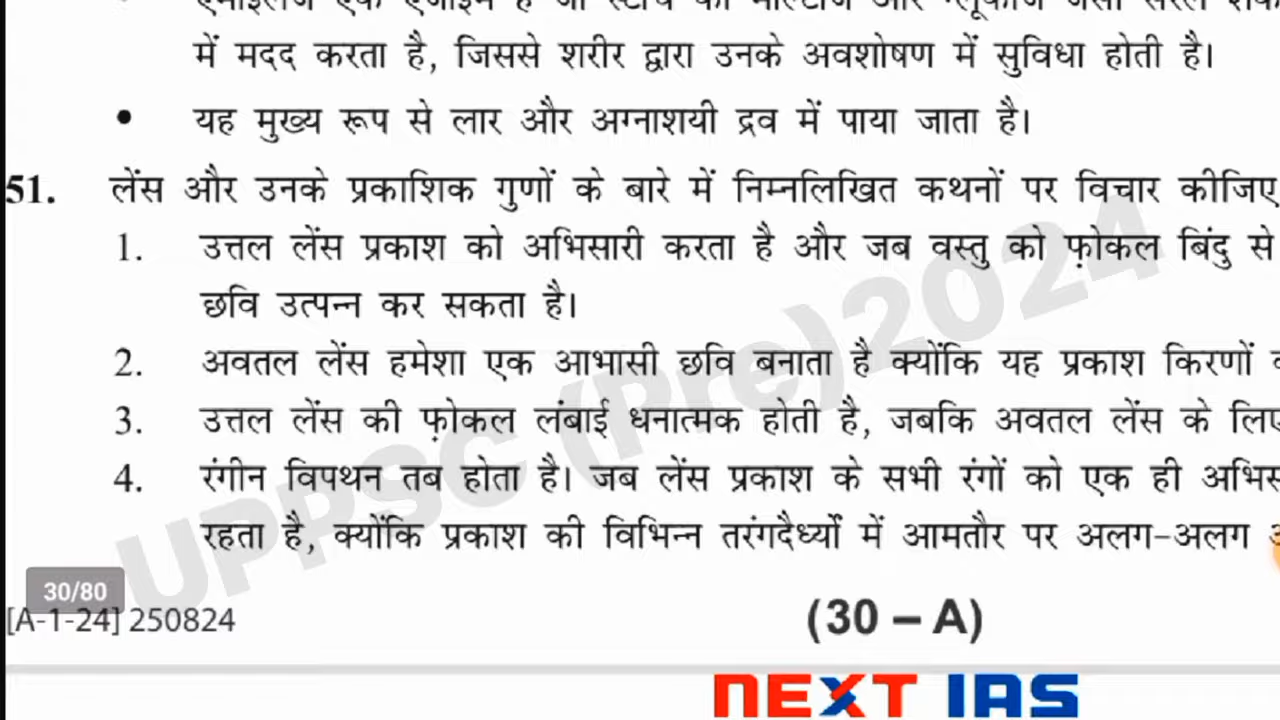 में मदद करता है, जिससे शरीर द्वारा उनके अवशोषण में सुविधा होती है।
• यह मुख्य रूप से लार और अग्नाशयी द्रव में पाया जाता है।
51. लेंस और उनके प्रकाशिक गुणों के बारे में निम्नलिखित कथनों पर विचार कीजिए
1. उत्तल लेंस प्रकाश को अभिसारी करता है और जब वस्तु को फ़ोकल बिंदु से
छवि उत्पन्न कर सकता है।
2. अवतल लेंस हमेशा एक आभासी छवि बनाता है क्योंकि यह प्रकाश किरणों
3. उत्तल लेंस की फ़ोकल लंबाई धनात्मक होती है, जबकि अवतल लेंस के लिए
4. रंगीन विपथन तब होता है। जब लेंस प्रकाश के सभी रंगों को एक ही
रहता है, क्योंकि प्रकाश की विभिन्न तरंगदैर्ध्यों में आमतौर पर अलग-अलग
UPPSC (Pre) 2024
30/80
[A-1-24] 250824
(30 – A)
NEXT IAS